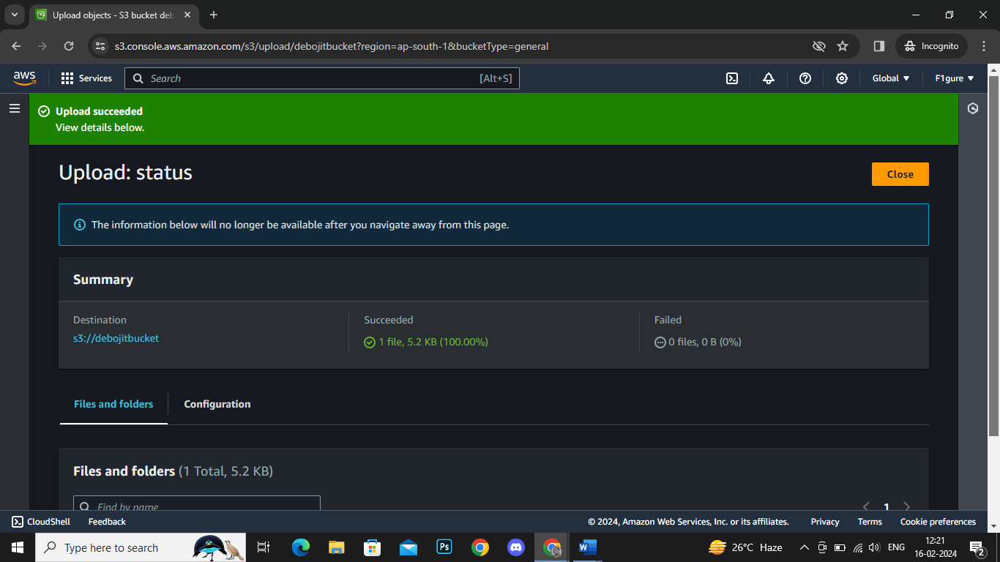 Upload objects - S3 bucket deb
s3.console.aws.amazon.com/s3/upload/debojitbucket?region=ap-south-1&bucketType=general
Incognito
aws
Services
Search
[Alt+S]
Global
F1gure
Upload succeeded
View details below.
Upload: status
Close
The information below will no longer be available after you navigate away from this page.
Summary
Destination
Succeeded
Failed
s3://debojitbucket
1 file, 5.2 KB (100.00%)
0 files, 0 B (0%)
Files and folders
Configuration
Files and folders (1 Total, 5.2 KB)
Find by name
1
CloudShell
Feedback
© 2024, Amazon Web Services, Inc. or its affiliates.
Privacy
Terms
Cookie preferences
Type here to search
Ps
W
26°C Haze
ENG
12:21
16-02-2024
2